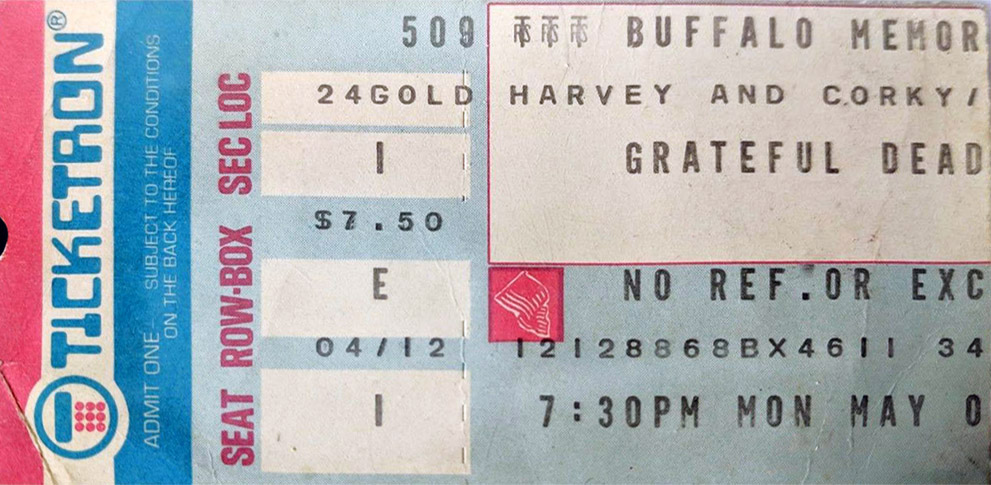 TICKETRON®
ADMIT ONE — SUBJECT TO THE CONDITIONS
ON THE BACK HEREOF
SEAT ROW-BOX SEC LOC
509
24GOLD
I
$7.50
E
04/12
I
BUFFALO MEMOR
HARVEY AND CORKY/
GRATEFUL DEAD
NO REF.OR EXC
12128868BX4611 34
7:30PM MON MAY 0